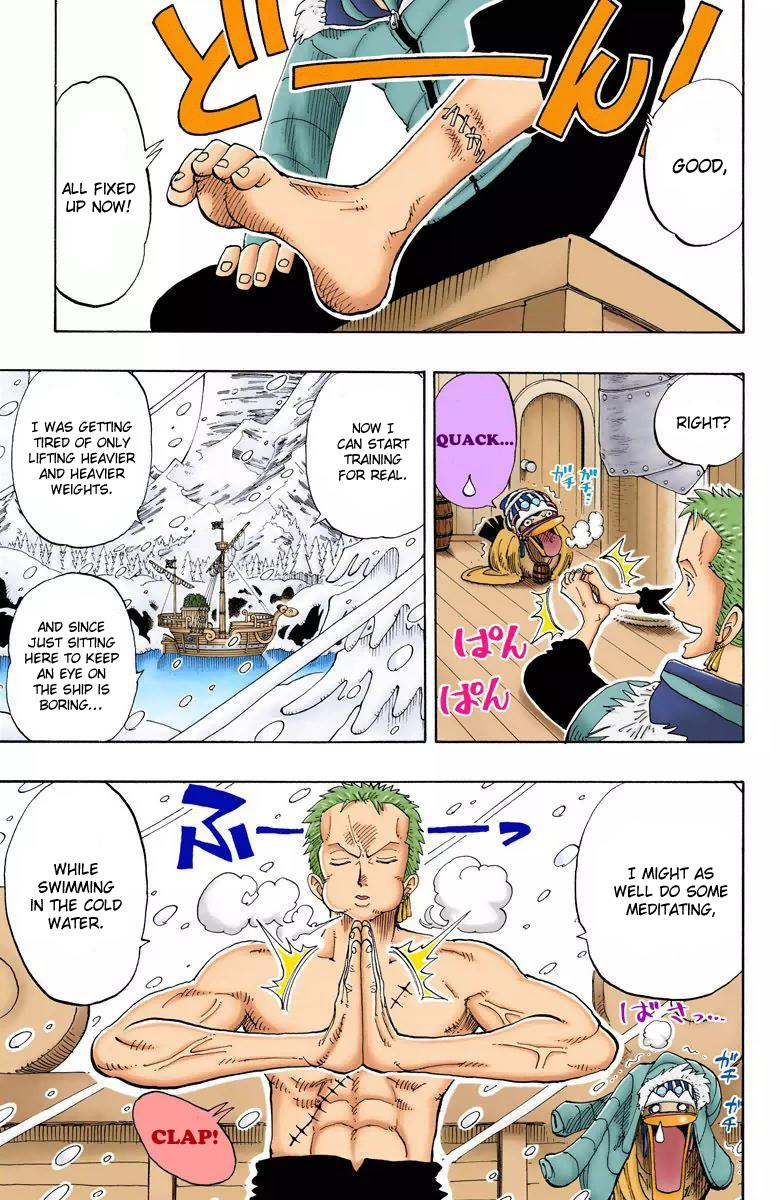 どーん!
GOOD,
ALL FIXED
UP NOW!
RIGHT?
QUACK...
ガチ
ガチ...
ぱん
ぱん
NOW I
CAN START
TRAINING
FOR REAL.
I WAS GETTING
TIRED OF ONLY
LIFTING HEAVIER
AND HEAVIER
WEIGHTS.
AND SINCE
JUST SITTING
HERE TO KEEP
AN EYE ON
THE SHIP IS
BORING...
ふーーっ
I MIGHT AS
WELL DO SOME
MEDITATING,
WHILE
SWIMMING
IN THE COLD
WATER.
ばさっ...
ガチ
ガチ
CLAP!